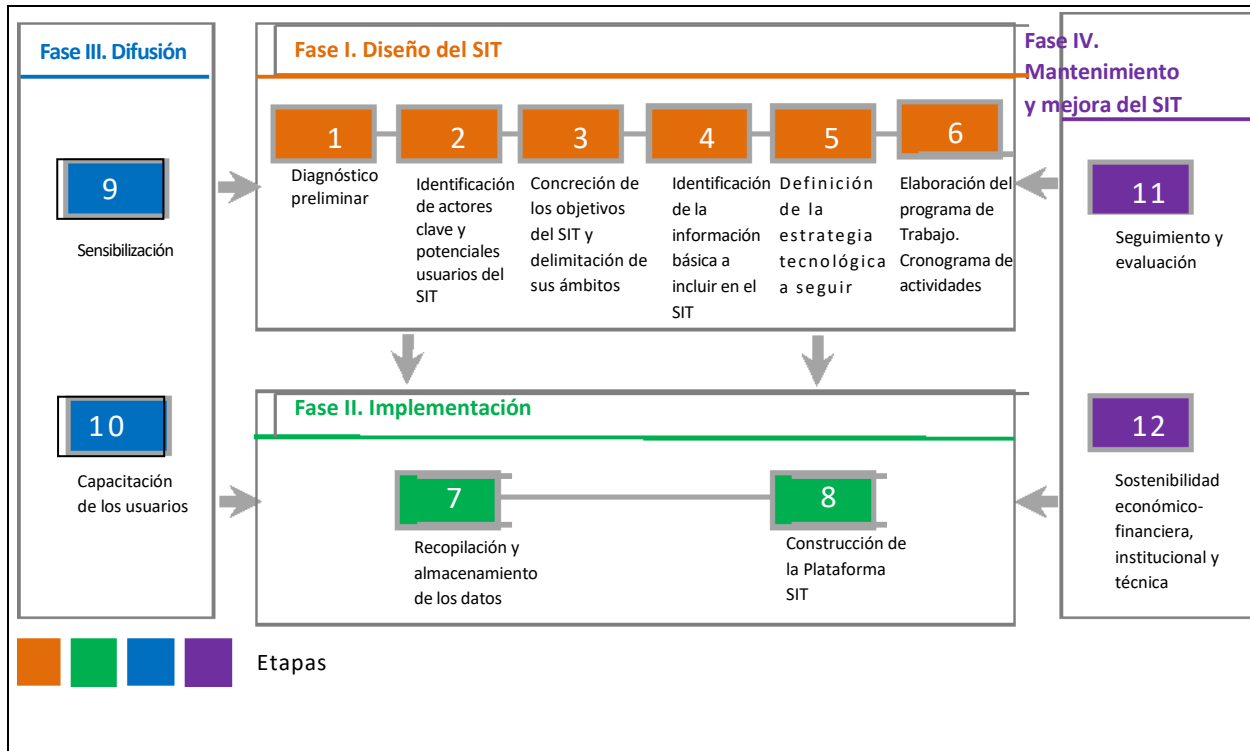 Fase III. Difusión
9
Sensibilización
10
Capacitación
de los usuarios
Fase I. Diseño del SIT
1
Diagnóstico
preliminar
2
Identificación
de actores
clave y
potenciales
usuarios del
SIT
3
Concreción de
los objetivos
del SIT y
delimitación de
sus ámbitos
4
Identificación
de la
información
básica a
incluir en el
SIT
5
Definición
de la
estrategia
tecnológica
a seguir
6
Elaboración del
programa de
Trabajo.
Cronograma de
actividades
Fase II. Implementación
7
Recopilación y
almacenamiento
de los datos
8
Construcción de
la Plataforma
SIT
Fase IV.
Mantenimiento
y mejora del SIT
11
Seguimiento y
evaluación
12
Sostenibilidad
económico-
financiera,
institucional y
técnica
Etapas